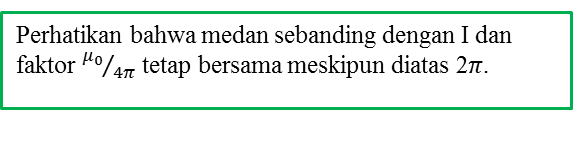 Perhatikan bahwa medan sebanding dengan I dan
faktor μ₀/4π tetap bersama meskipun diatas 2π.